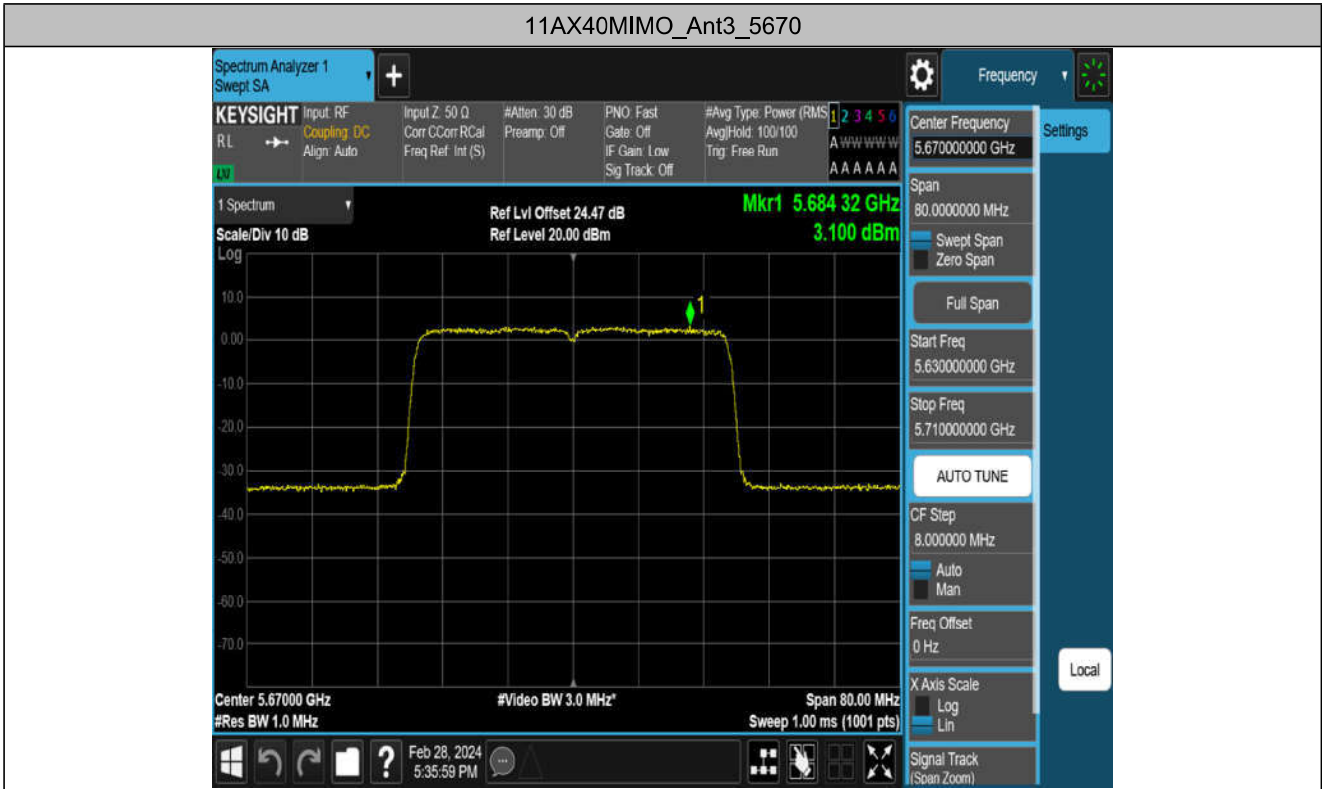 11AX40MIMO_Ant3_5670
Spectrum Analyzer 1
Swept SA
Frequency
KEYSIGHT
RL
LXI
Input: RF
Coupling: DC
Align: Auto
Input Z: 50 Ω
Corr CCorr RCal
Freq Ref: Int (S)
#Atten: 30 dB
Preamp: Off
PNO: Fast
Gate: Off
IF Gain: Low
Sig Track: Off
#Avg Type: Power (RMS
Avg|Hold: 100/100
Trig: Free Run
1 2 3 4 5 6
A W W W W W
A A A A A A
1 Spectrum
Scale/Div 10 dB
Log
Ref Lvl Offset 24.47 dB
Ref Level 20.00 dBm
Mkr1 5.684 32 GHz
3.100 dBm
1
10.0
0.00
-10.0
-20.0
-30.0
-40.0
-50.0
-60.0
-70.0
Center 5.67000 GHz
#Video BW 3.0 MHz*
Span 80.00 MHz
#Res BW 1.0 MHz
Sweep 1.00 ms (1001 pts)
Feb 28, 2024
5:35:59 PM
Center Frequency
5.670000000 GHz
Settings
Span
80.0000000 MHz
Swept Span
Zero Span
Full Span
Start Freq
5.630000000 GHz
Stop Freq
5.710000000 GHz
AUTO TUNE
CF Step
8.000000 MHz
Auto
Man
Freq Offset
0 Hz
Local
X Axis Scale
Log
Lin
Signal Track
(Span Zoom)